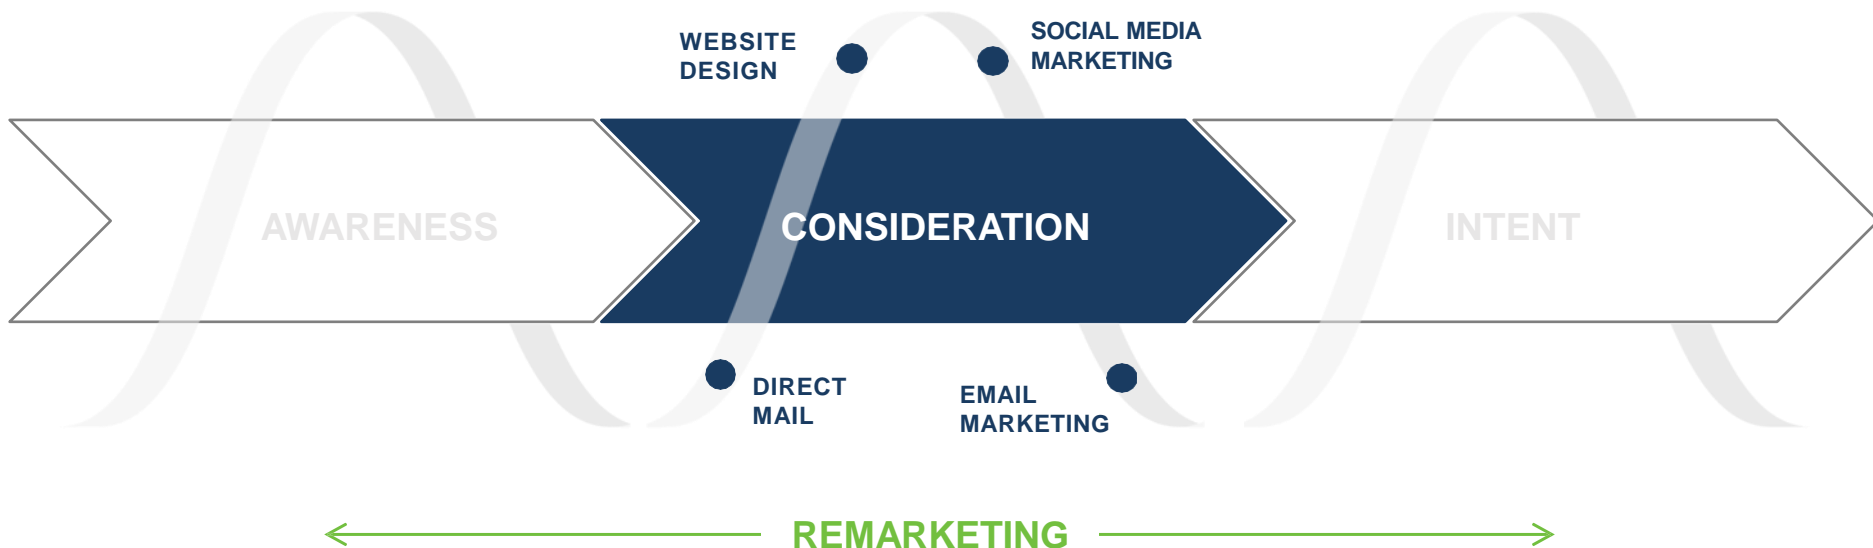 WEBSITE
DESIGN
SOCIAL MEDIA
MARKETING
AWARENESS
CONSIDERATION
INTENT
DIRECT
MAIL
EMAIL
MARKETING
REMARKETING